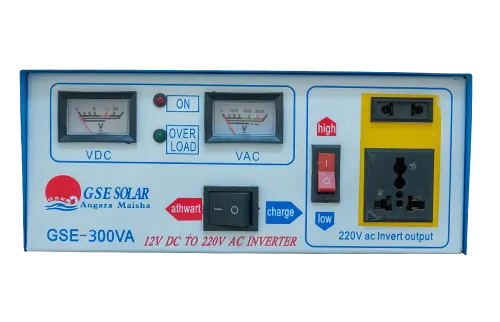 VDC
ON
OVER
LOAD
VAC
GSE SOLAR
Angaza Maisha
GSE-300VA
athwart
charge
12V DC TO 220V AC INVERTER
high
low
220V ac Invert output